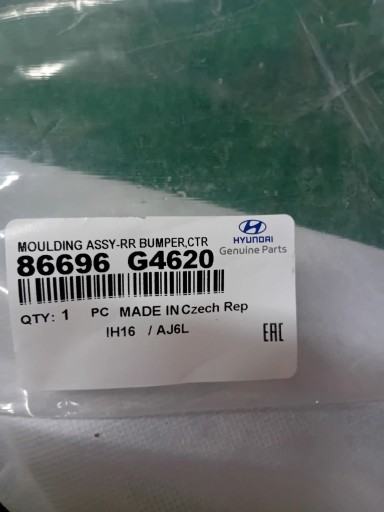 MOULDING ASSY-RR BUMPER,CTR
HYUNDAI
Genuine Parts
86696 G4620
QTY: 1 PC MADE IN Czech Rep
IH16 / AJ6L
EAC